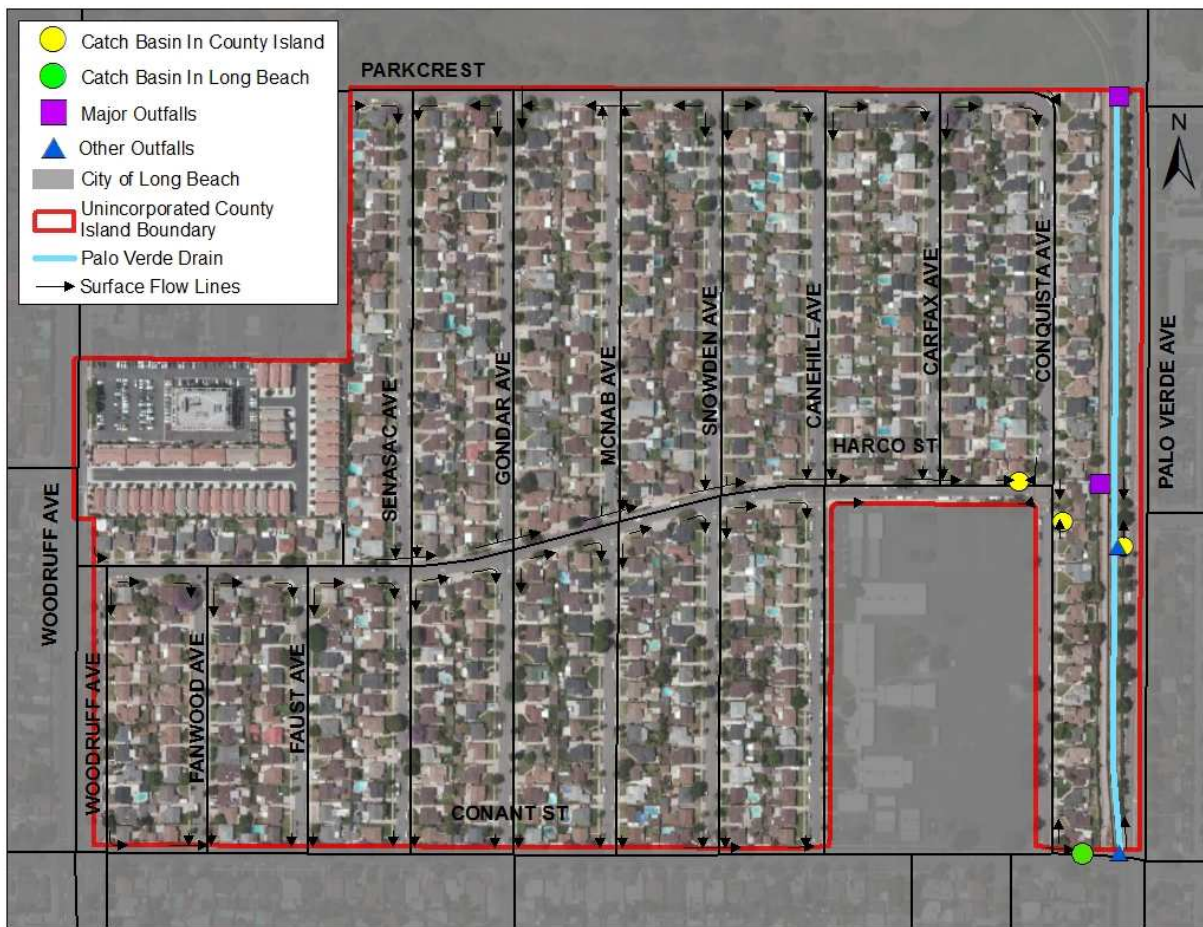 Catch Basin In County Island
Catch Basin In Long Beach
Major Outfalls
Other Outfalls
City of Long Beach
Unincorporated County
Island Boundary
Palo Verde Drain
Surface Flow Lines
PARKCREST
N
SENASAC AVE
GONDAR AVE
MCNAB AVE
SNOWDEN AVE
CANEHILL AVE
CARFAX AVE
CONQUISTA AVE
PALO VERDE AVE
HARCO ST
WOODRUFF AVE
WOODRUFF AVE
FANWOOD AVE
FAUST AVE
CONANT ST